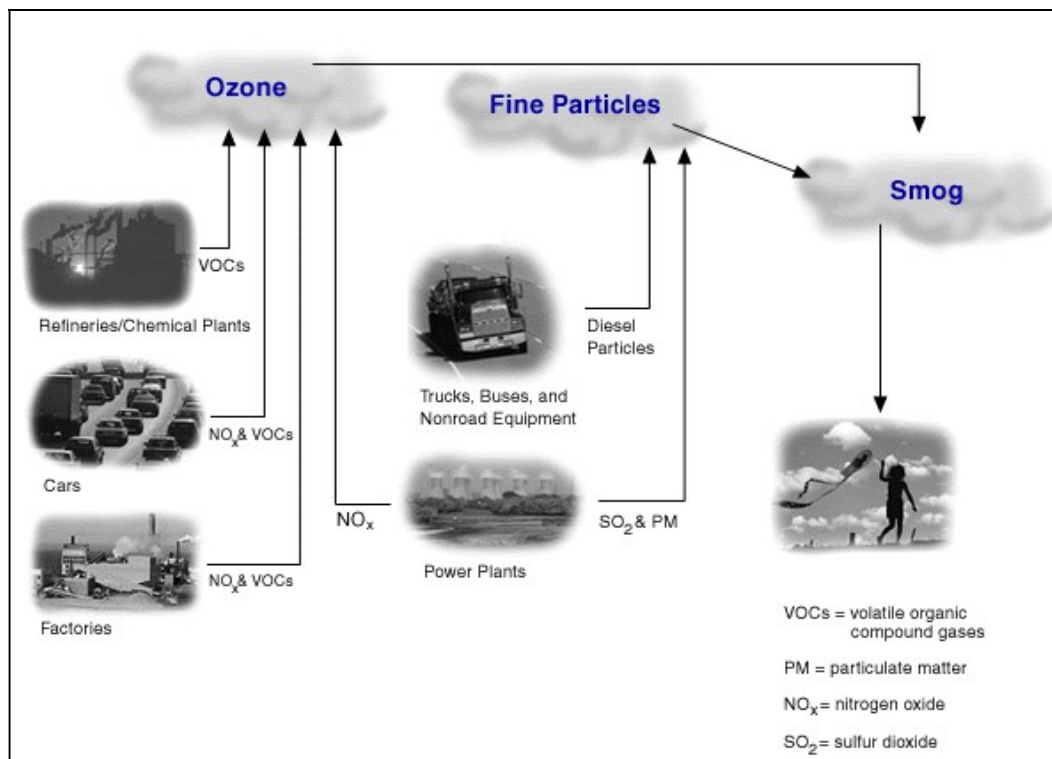 Ozone
Fine Particles
Smog
VOCs
Refineries/Chemical Plants
Diesel
Particles
Trucks, Buses, and
Nonroad Equipment
NOx& VOCs
Cars
NOx
SO2& PM
Power Plants
NOx& VOCs
Factories
VOCs = volatile organic
compound gases
PM = particulate matter
NOx= nitrogen oxide
SO2= sulfur dioxide